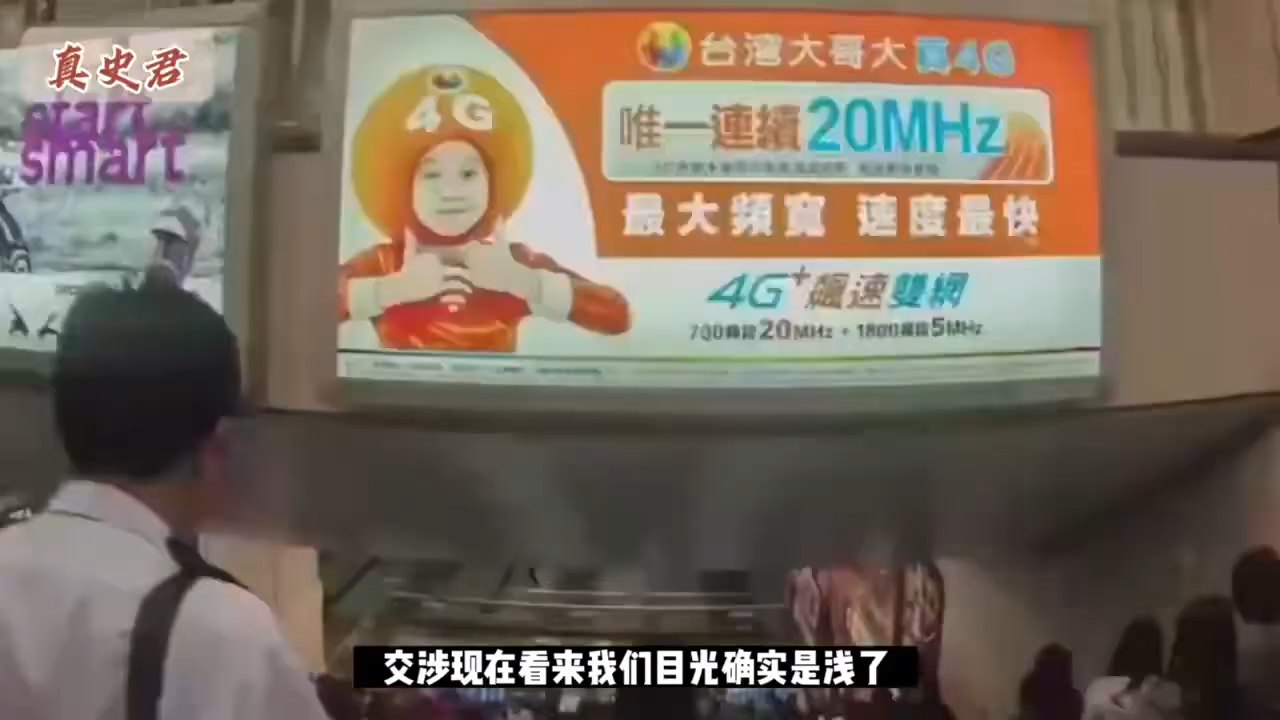 真史君
start
smart
4G
台灣大哥大真4G
唯一連續20MHz
最大頻寬 速度最快
4G+飆速雙網
700頻段20MHz + 1800頻段5MHz
交涉现在看来我们目光确实是浅了